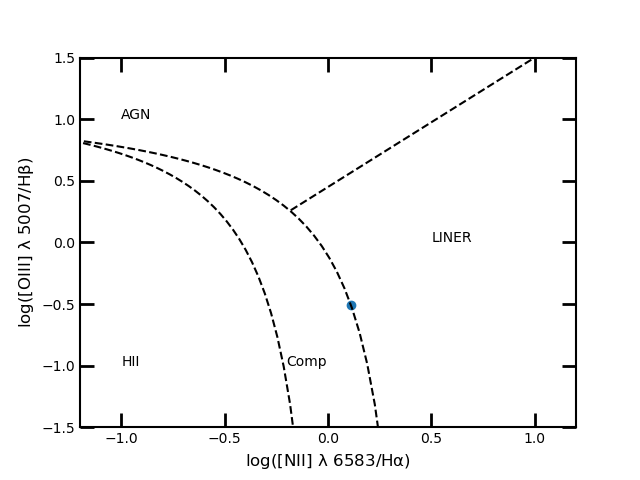 1.5
1.0
0.5
0.0
−0.5
−1.0
−1.5
log([OIII] λ 5007/Hβ)
AGN
LINER
HII
Comp
−1.0 −0.5 0.0 0.5 1.0
log([NII] λ 6583/Hα)